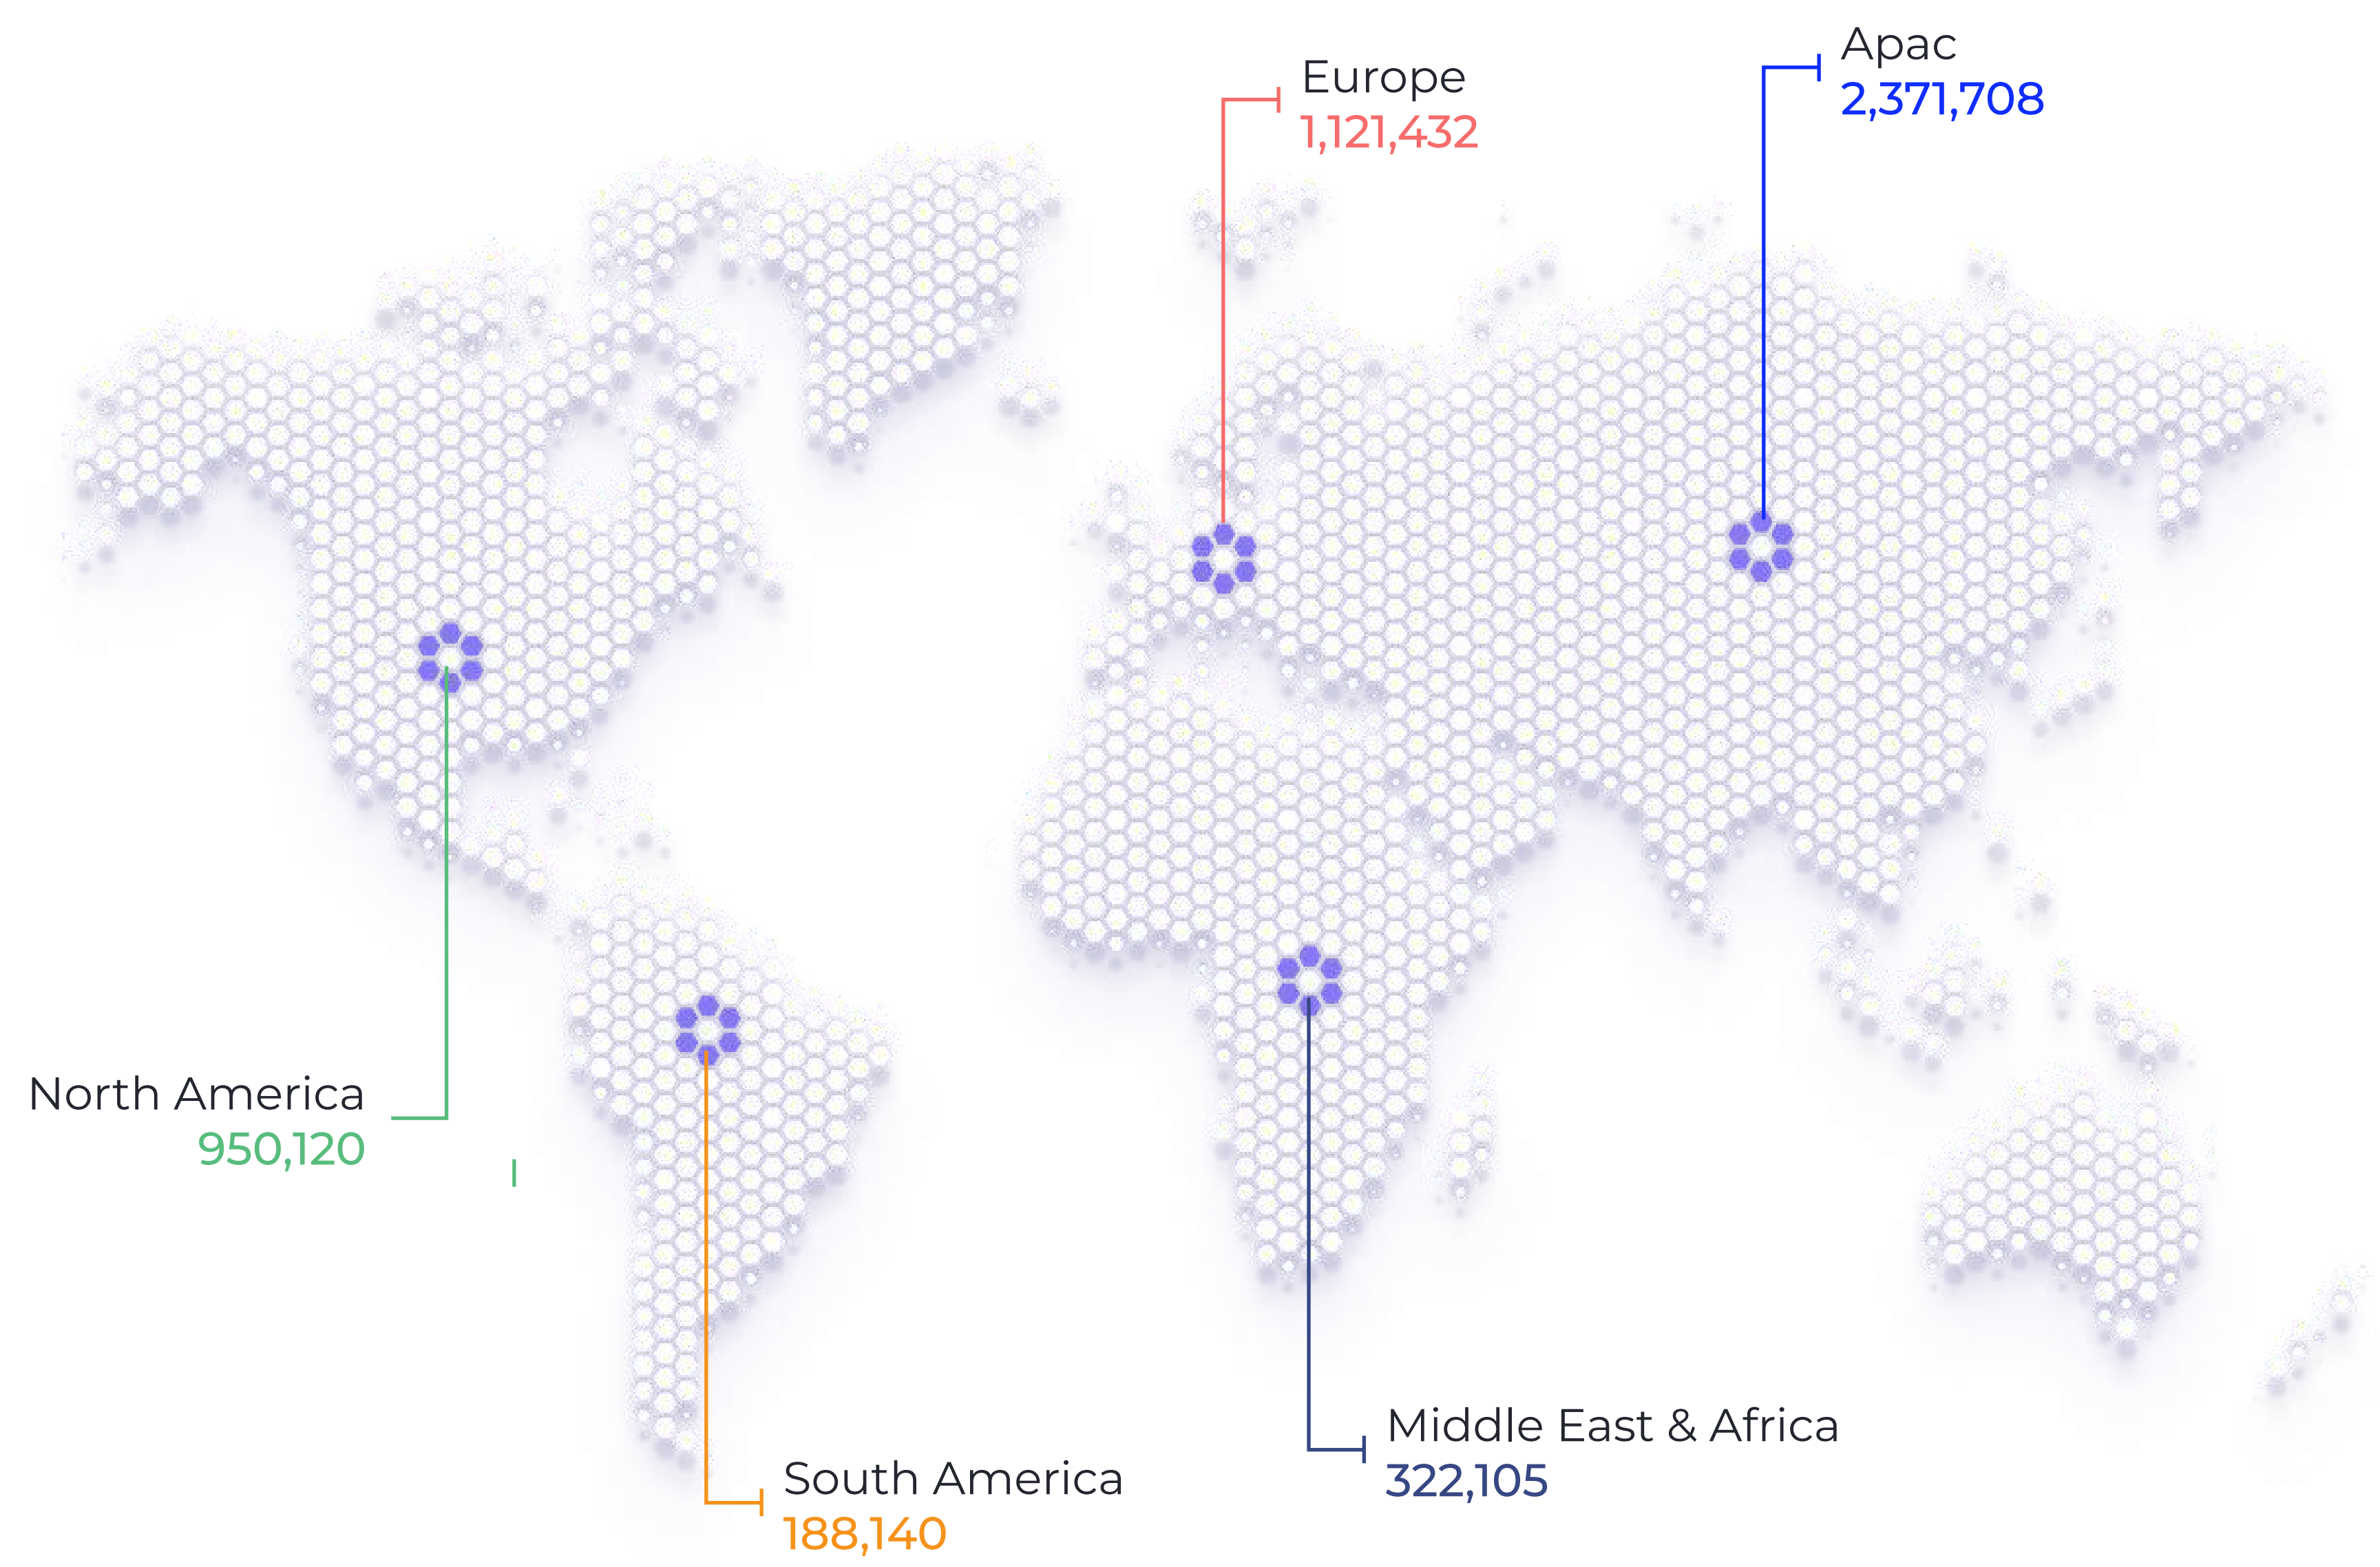 Apac
2,371,708
Europe
1,121,432
North America
950,120
Middle East & Africa
322,105
South America
188,140